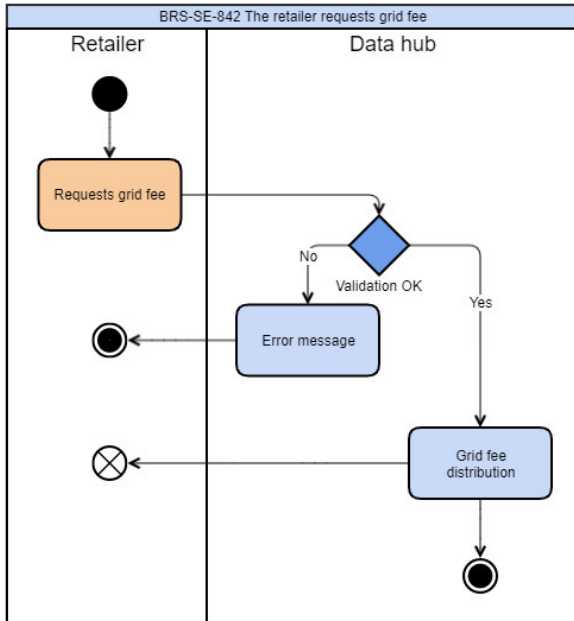 BRS-SE-842 The retailer requests grid fee
Retailer
Data hub
Requests grid fee
No
Validation OK
Yes
Error message
Grid fee
distribution